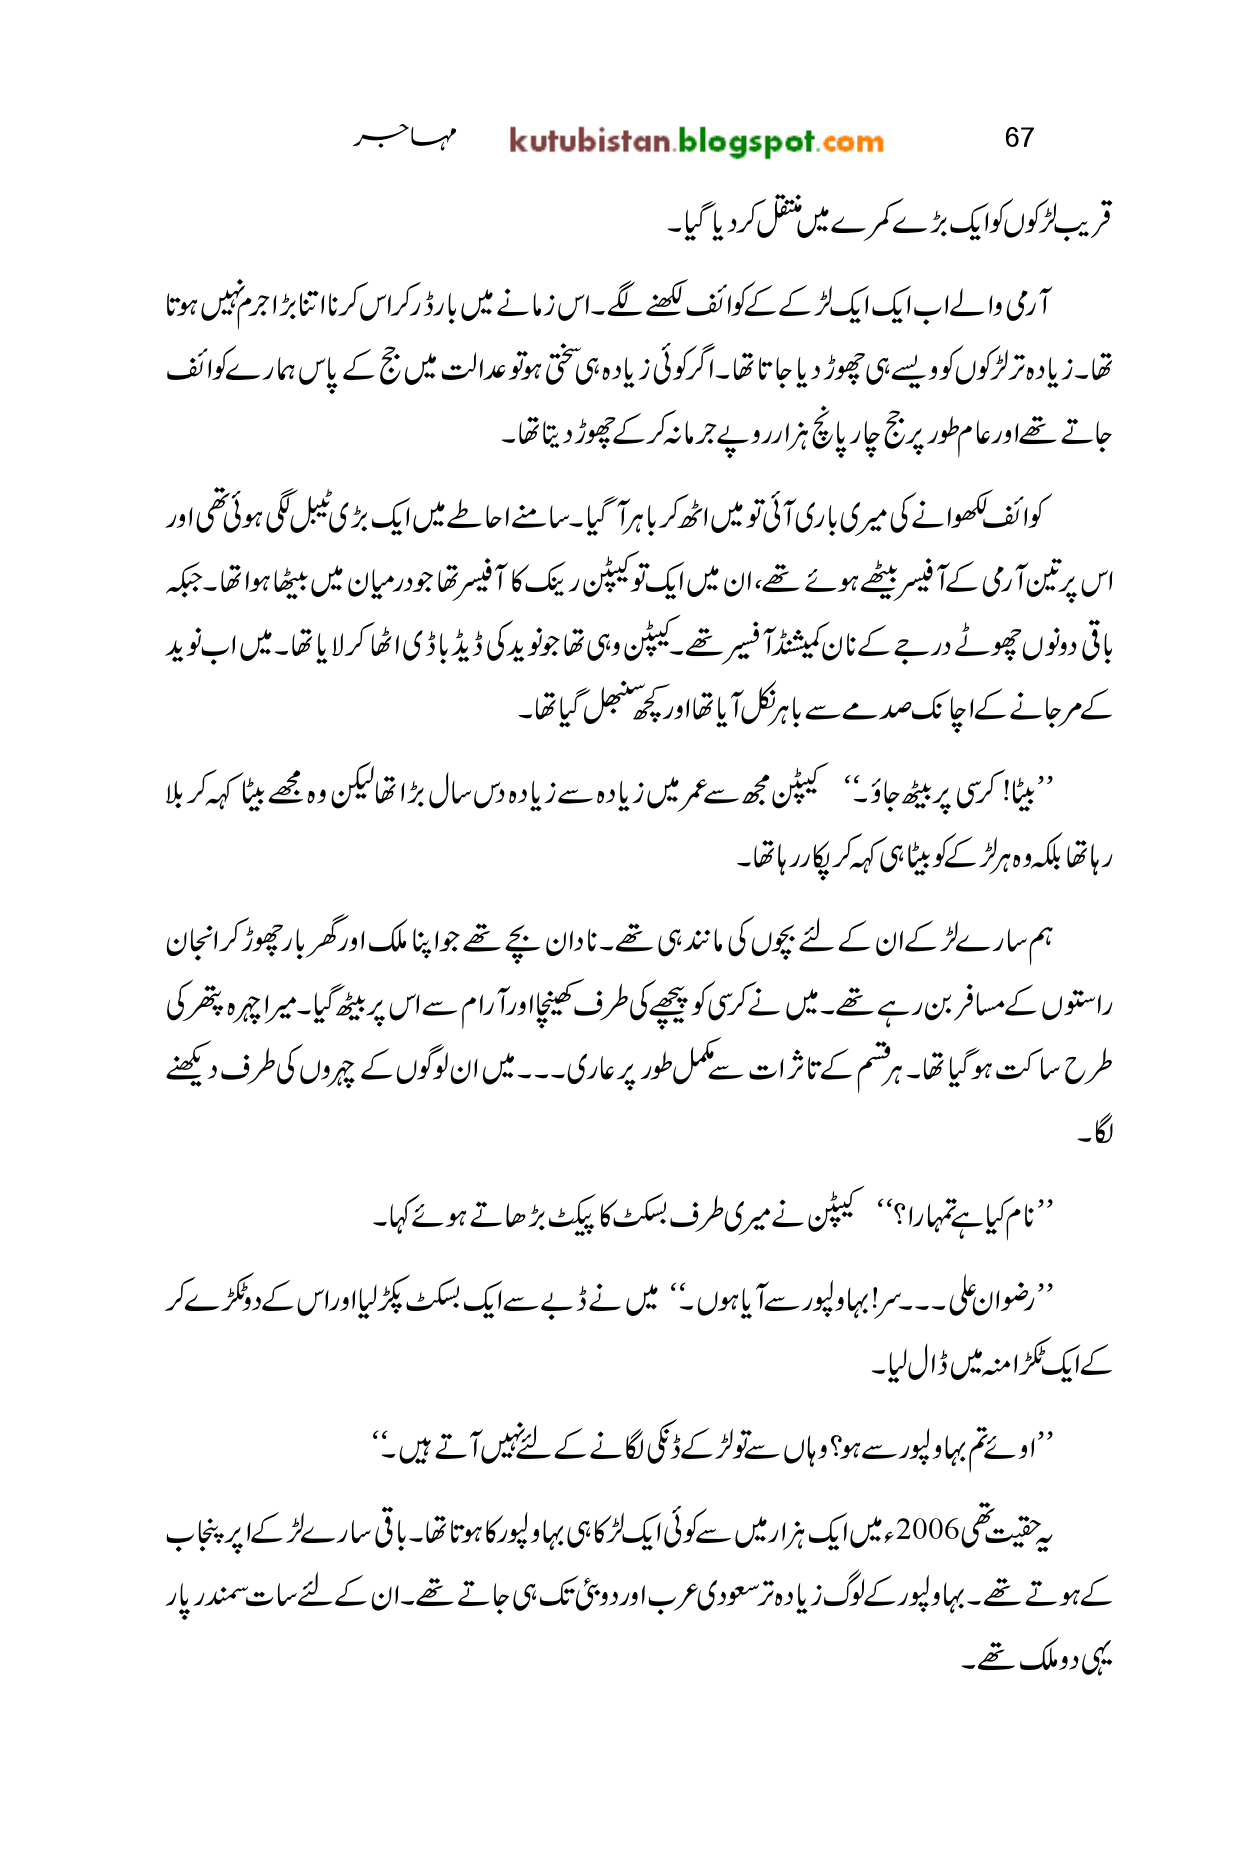 67 kutubistan.blogspot.com مہاجر
قریب لڑکوں کو ایک بڑے کمرے میں منتقل کر دیا گیا۔
آرمی والے اب ایک ایک لڑکے کے کوائف لکھنے لگے۔ اس زمانے میں بارڈر کراس کرنا اتنا بڑا جرم نہیں ہوتا
تھا۔ زیادہ تر لڑکوں کو ویسے ہی چھوڑ دیا جاتا تھا۔ اگر کوئی زیادہ ہی سختی ہو تو عدالت میں جج کے پاس ہمارے کوائف
جاتے تھے اور عام طور پر جج چار پانچ ہزار روپے جرمانہ کر کے چھوڑ دیتا تھا۔
کوائف لکھوانے کی میری باری آئی تو میں اٹھ کر باہر آ گیا۔ سامنے احاطے میں ایک بڑی ٹیبل لگی ہوئی تھی اور
اس پر تین آرمی کے آفیسر بیٹھے ہوئے تھے، ان میں ایک تو کیپٹن رینک کا آفیسر تھا جو درمیان میں بیٹھا ہوا تھا۔ جبکہ
باقی دونوں چھوٹے درجے کے نان کمیشنڈ آفسیر تھے۔ کیپٹن وہی تھا جو نوید کی ڈیڈ باڈی اٹھا کر لایا تھا۔ میں اب نوید
کے مر جانے کے اچانک صدمے سے باہر نکل آیا تھا اور کچھ سنبھل گیا تھا۔
’’بیٹا! کرسی پر بیٹھ جاؤ۔‘‘ کیپٹن مجھ سے عمر میں زیادہ سے زیادہ دس سال بڑا تھا لیکن وہ مجھے بیٹا کہہ کر بلا
رہا تھا بلکہ وہ ہر لڑکے کو بیٹا ہی کہہ کر پکار رہا تھا۔
ہم سارے لڑکے ان کے لئے بچوں کی مانند ہی تھے۔ نادان بچے تھے جو اپنا ملک اور گھر بار چھوڑ کر انجان
راستوں کے مسافر بن رہے تھے۔ میں نے کرسی کو پیچھے کی طرف کھینچا اور آرام سے اس پر بیٹھ گیا۔ میرا چہرہ پتھر کی
طرح ساکت ہو گیا تھا۔ ہر قسم کے تاثرات سے مکمل طور پر عاری۔۔۔ میں ان لوگوں کے چہروں کی طرف دیکھنے
لگا۔
’’نام کیا ہے تمہارا؟‘‘ کیپٹن نے میری طرف بسکٹ کا پیکٹ بڑھاتے ہوئے کہا۔
’’رضوان علی۔۔۔ سر! بہاولپور سے آیا ہوں۔‘‘ میں نے ڈبے سے ایک بسکٹ پکڑ لیا اور اس کے دو ٹکڑے کر
کے ایک ٹکڑا منہ میں ڈال لیا۔
’’اوئے تم بہاولپور سے ہو؟ وہاں سے تو لڑکے ڈنکی لگانے کے لئے نہیں آتے ہیں۔‘‘
یہ حقیت تھی 2006ء میں ایک ہزار میں سے کوئی ایک لڑکا ہی بہاولپور کا ہوتا تھا۔ باقی سارے لڑکے اپر پنجاب
کے ہوتے تھے۔ بہاولپور کے لوگ زیادہ تر سعودی عرب اور دوبئی تک ہی جاتے تھے۔ ان کے لئے سات سمندر پار
یہی دو ملک تھے۔